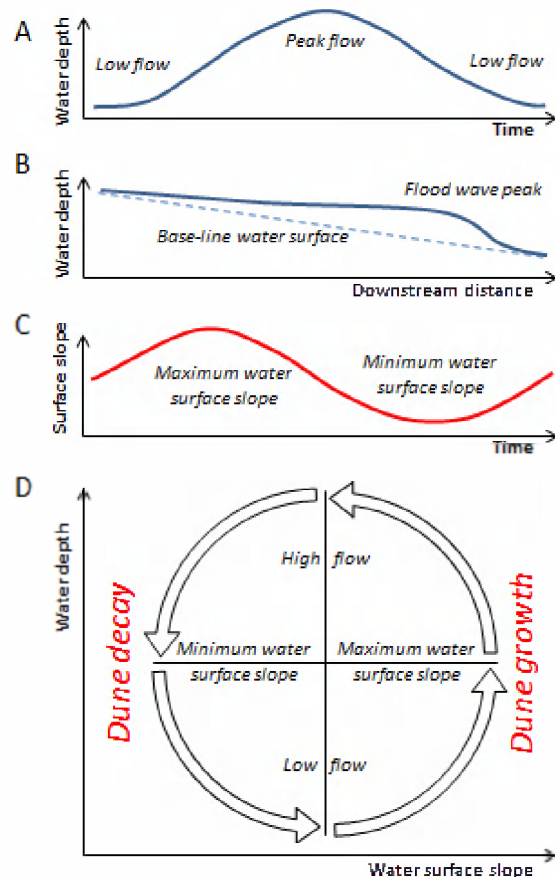 A
Water depth
Low flow
Peak flow
Low flow
Time
B
Water depth
Flood wave peak
Base-line water surface
Downstream distance
C
Surface slope
Maximum water
surface slope
Minimum water
surface slope
Time
D
Water depth
High flow
Dune decay
Minimum water
surface slope
Maximum water
surface slope
Dune growth
Low flow
Water surface slope